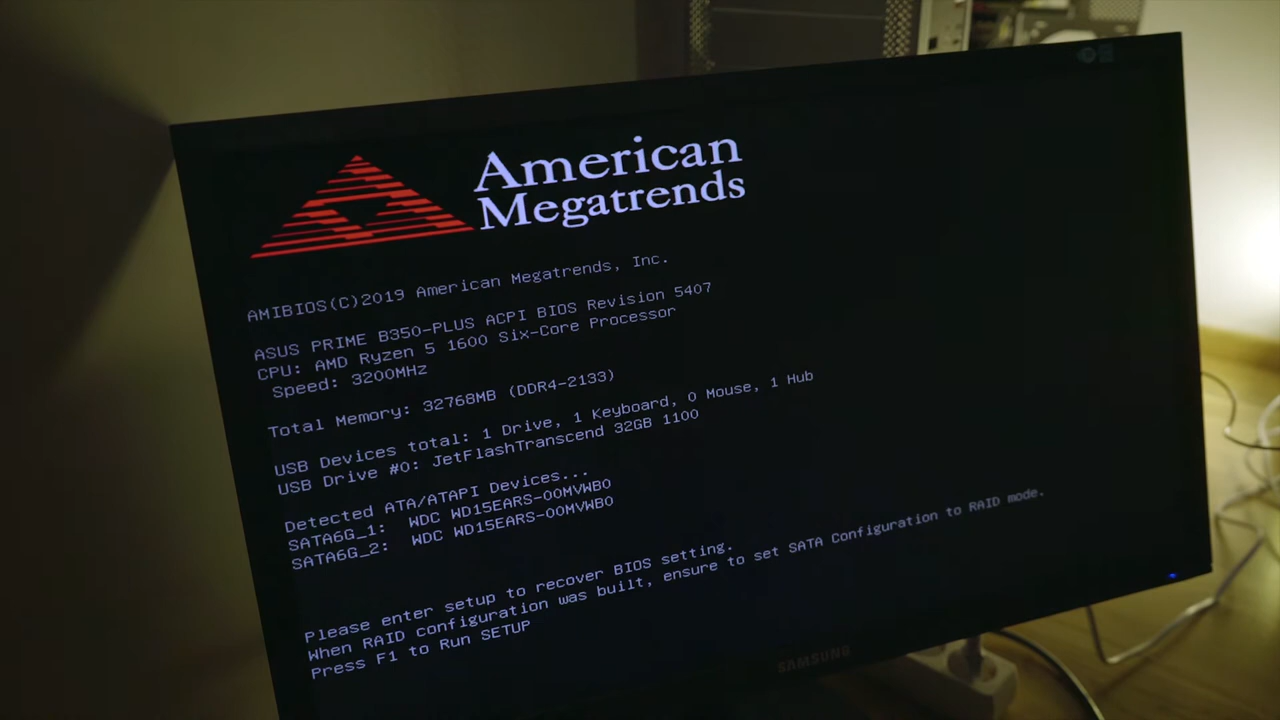 American
Megatrends
AMIBIOS(C)2019 American Megatrends, Inc.
ASUS PRIME B350-PLUS ACPI BIOS Revision 5407
CPU: AMD Ryzen 5 1600 Six-Core Processor
Speed: 3200MHz
Total Memory: 32768MB (DDR4-2133)
USB Devices total: 1 Drive, 1 Keyboard, 0 Mouse, 1 Hub
USB Drive #0: JetFlashTranscend 32GB 1100
Detected ATA/ATAPI Devices...
SATA6G_1: WDC WD15EARS-00MVWB0
SATA6G_2: WDC WD15EARS-00MVWB0
Please enter setup to recover BIOS setting.
When RAID configuration was built, ensure to set SATA Configuration to RAID mode.
Press F1 to Run SETUP
SAMSUNG